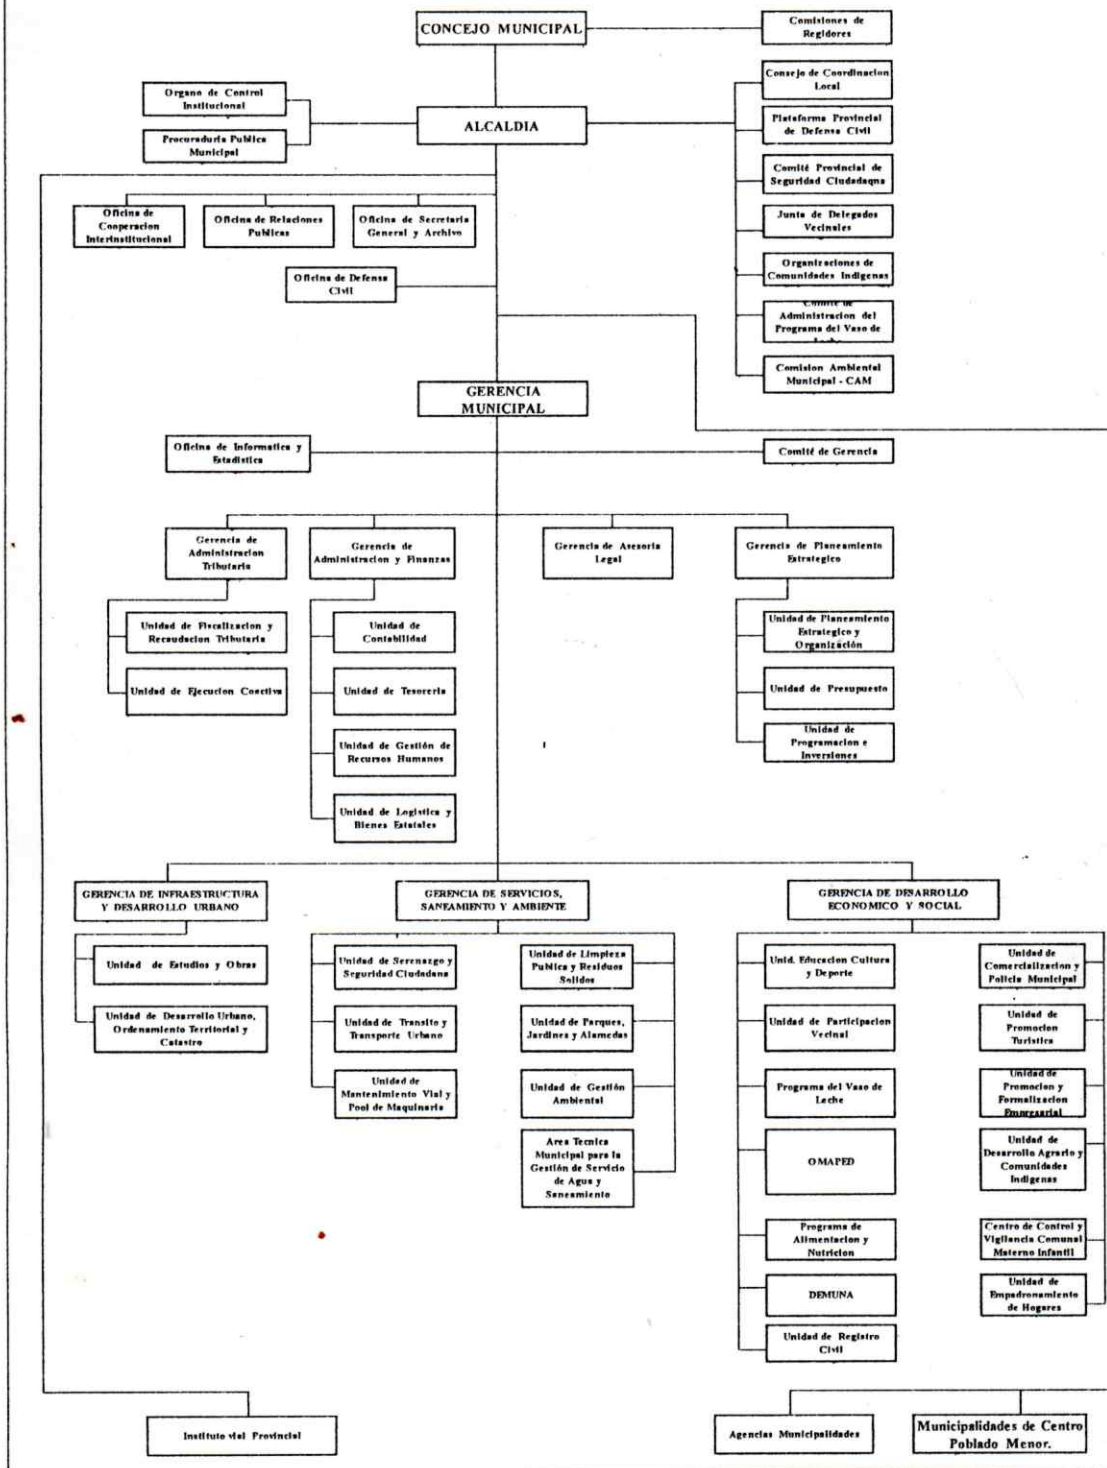 CONCEJO MUNICIPAL
Comisiones de
Regidores
Consejo de Coordinacion
Local
Organo de Control
Institucional
ALCALDIA
Plataforma Provincial
de Defensa Civil
Procuraduria Publica
Municipal
Comité Provincial de
Seguridad Ciudadaqna
Oficina de
Cooperacion
Interinstitucional
Oficina de Relaciones
Publicas
Oficina de Secretaria
General y Archivo
Junta de Delegados
Vecinales
Organizaciones de
Comunidades Indigenas
Oficina de Defensa
Civil
Comité de
Administracion del
Programa del Vaso de
Leche
Comision Ambiental
Municipal - CAM
GERENCIA
MUNICIPAL
Oficina de Informatica y
Estadistica
Comité de Gerencia
Gerencia de
Administracion
Tributaria
Gerencia de
Administracion y Finanzas
Gerencia de Asesoria
Legal
Gerencia de Planeamiento
Estrategico
Unidad de Fiscalizacion y
Recaudacion Tributaria
Unidad de Ejecucion Coactiva
Unidad de
Contabilidad
Unidad de Tesoreria
Unidad de Gestión de
Recursos Humanos
Unidad de Logistica y
Bienes Estatales
Unidad de Planeamiento
Estrategico y
Organización
Unidad de Presupuesto
Unidad de
Programacion e
Inversiones
GERENCIA DE INFRAESTRUCTURA
Y DESARROLLO URBANO
GERENCIA DE SERVICIOS,
SANEAMIENTO Y AMBIENTE
GERENCIA DE DESARROLLO
ECONOMICO Y SOCIAL
Unidad de Estudios y Obras
Unidad de Desarrollo Urbano,
Ordenamiento Territorial y
Catastro
Unidad de Serenazgo y
Seguridad Ciudadana
Unidad de Transito y
Transporte Urbano
Unidad de
Mantenimiento Vial y
Pool de Maquinaria
Unidad de Limpieza
Publica y Residuos
Solidos
Unidad de Parques,
Jardines y Alamedas
Unidad de Gestión
Ambiental
Area Tecnica
Municipal para la
Gestión de Servicio
de Agua y
Saneamiento
Unid. Educacion Cultura
y Deporte
Unidad de Participacion
Vecinal
Programa del Vaso de
Leche
OMAPED
Programa de
Alimentacion y
Nutricion
DEMUNA
Unidad de Registro
Civil
Unidad de
Comercializacion y
Policia Municipal
Unidad de
Promocion
Turistica
Unidad de
Promocion y
Formalizacion
Empresarial
Unidad de
Desarrollo Agrario y
Comunidades
Indigenas
Centro de Control y
Vigilancia Comunal
Materno Infantil
Unidad de
Empadronamiento
de Hogares
Instituto vial Provincial
Agencias Municipalidades
Municipalidades de Centro
Poblado Menor.